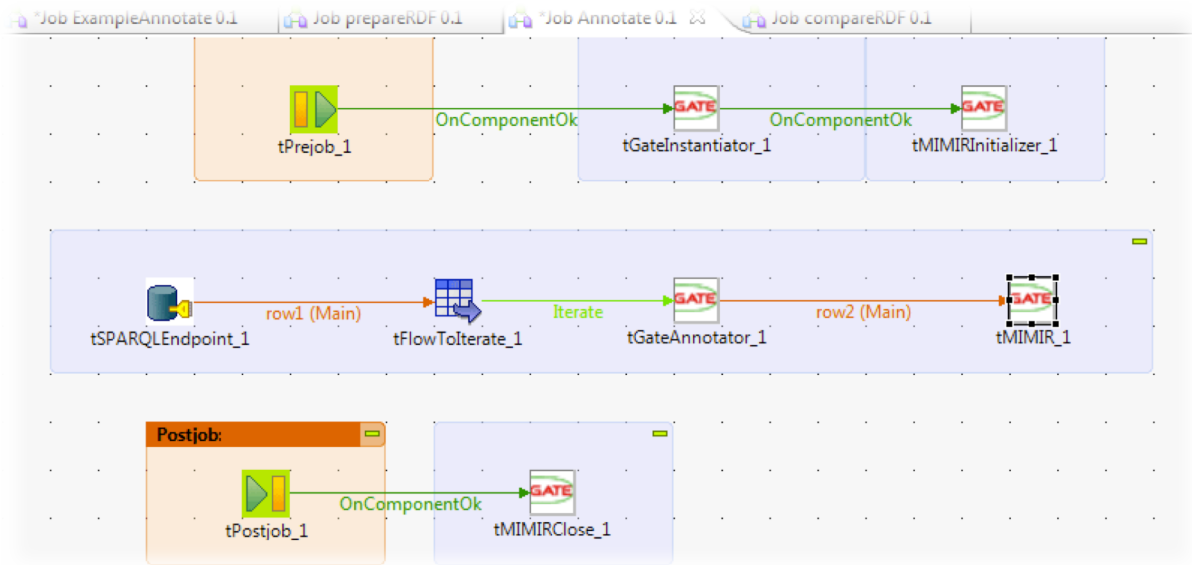 *Job ExampleAnnotate 0.1
Job prepareRDF 0.1
*Job Annotate 0.1
Job compareRDF 0.1
GATE
GATE
OnComponentOk
OnComponentOk
tPrejob_1
tGateInstantiator_1
tMIMIRInitializer_1
GATE
GATE
row1 (Main)
Iterate
row2 (Main)
tSPARQLEndpoint_1
tFlowToIterate_1
tGateAnnotator_1
tMIMIR_1
Postjob:
GATE
OnComponentOk
tPostjob_1
tMIMIRClose_1